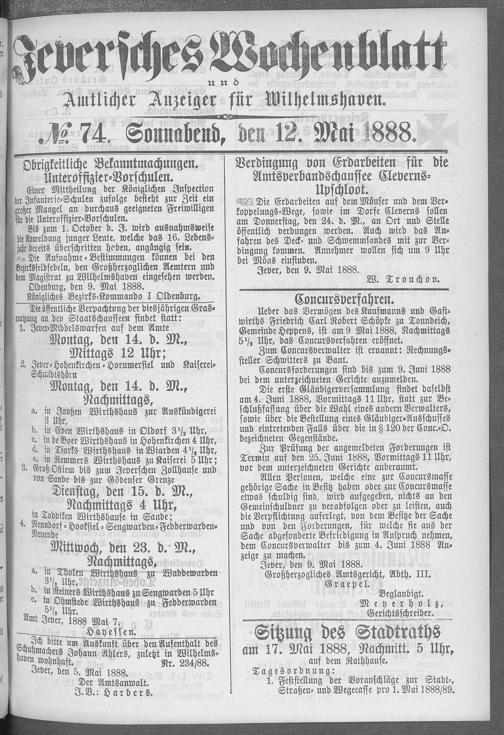 Jeversches Wochenblatt
und
Amtlicher Anzeiger für Wilhelmshaven.
№. 74. Sonnabend, den 12. Mai 1888.
Obrigkeitliche Bekanntmachungen.
Unteroffizier-Vorschulen.
Einer Mittheilung der Königlichen Inspection
der Infanterie-Schulen zufolge besteht zur Zeit ein
großer Mangel an durchaus geeigneten Freiwilligen
für die Unteroffizier-Vorschulen.
Bis zum 1. October d. J. wird ausnahmsweise
die Anmeldung junger Leute, welche das 16. Lebens-
jahr bereits überschritten haben, angängig sein.
Die Aufnahme-Bestimmungen können bei den
Bezirksfeldwebeln, den Großherzoglichen Aemtern und
dem Magistrat zu Wilhelmshaven eingesehen werden.
Oldenburg, den 9. Mai 1888.
Königliches Bezirks-Kommando I Oldenburg.
Die öffentliche Verpachtung der diesjährigen Gras-
nutzung an den Staatschausseen findet statt:
1. Jever-Middelswarfen auf dem Amte
Montag, den 14. d. M.,
Mittags 12 Uhr;
2. Jever-Hohenkirchen-Horumersiel und Kaiserei-
Schmidtshörn
Montag, den 14. d. M.,
Nachmittags,
a. in Janßen Wirthshaus zur Auskündigerei
3 Uhr,
b. in Eden Wirthshaus in Oldorf 3½ Uhr,
c. in de Boer Wirthshaus in Hohenkirchen 4 Uhr,
d. in Tiarks Wirthshaus in Wiarden 4½ Uhr,
e. in Remmers Wirthshaus zu 5 Uhr;
3. Groß-Ostiem bis zum Jeverschen Zollhause und
von Sande bis zur Gödenser Grenze
Dienstag, den 15. d. M.,
Nachmittags 4 Uhr,
in Taddiken Wirthshause in Sande;
4. Nenndorf-Hooksiel-Sengwarden-Fedderwarden-
Neuende
Mittwoch, den 23. d. M.,
Nachmittags,
a. in Tholen Wirthshaus zu Waddewarden
3½ Uhr,
b. in Reiners Wirthshaus zu Sengwarden 5 Uhr
c. in Ohmstede Wirthshaus zu Fedderwarden
5½ Uhr.
Amt Jever, 1888 Mai 7.
Hayessen.
Ich bitte um Auskunft über den Aufenthalt des
Schuhmachers Johann Ahlers, zuletzt in Wilhelms-
haven wohnhaft. Nr. 234/88.
Jever, den 5. Mai 1888.
Der Amtsanwalt.
J. V.: Harbers.
Verdingung von Erdarbeiten für die
Amtsverbandschaussee Cleverns-
Upschloot.
Die Erdarbeiten auf dem Mönser und dem Ver-
koppelungs-Wege, sowie im Dorfe Cleverns sollen
am Donnerstag, den 24. d. M., an Ort und Stelle
öffentlich verdungen werden. Auch wird das An-
fahren des Deck- und Schwemmsandes mit zur Ver-
dingung kommen. Annehmer wollen sich um 9 Uhr
bei Möns einfinden.
Jever, den 9. Mai 1888.
W. Tronchon.
Concursverfahren.
Ueber das Vermögen des Kaufmanns und Gast-
wirths Friedrich Carl Robert Schöpke zu Tonndeich,
Gemeinde Heppens, ist am 9 Mai 1888, Nachmittags
5½ Uhr, das Concursverfahren eröffnet.
Zum Concursverwalter ist ernannt: Rechnungs-
steller Schwitters zu Bant.
Concursforderungen sind bis zum 9. Juni 1888
bei dem unterzeichneten Gerichte anzumelden.
Die erste Gläubigerversammlung findet daselbst
am 4. Juni 1888, Vormittags 11 Uhr, statt zur Be-
schlußfassung über die Wahl eines andern Verwalters,
sowie über die Bestellung eines Gläubiger-Ausschusses
und eintretenden Falls über die in § 120 der Conc.-O.
bezeichneten Gegenstände.
Zur Prüfung der angemeldeten Forderungen ist
Termin auf den 25. Juni 1888, Vormittags 11 Uhr,
vor dem unterzeichneten Gerichte anberaumt.
Allen Personen, welche eine zur Concursmasse
gehörige Sache in Besitz haben oder zur Concursmasse
etwas schuldig sind, wird aufgegeben, nichts an den
Gemeinschuldner zu verabfolgen oder zu leisten, auch
die Verpflichtung auferlegt, von dem Besitze der Sache
und von den Forderungen, für welche sie aus der
Sache abgesonderte Befriedigung in Anspruch nehmen,
dem Concursverwalter bis zum 4 Juni 1888 An-
zeige zu machen.
Jever, den 9. Mai 1888.
Großherzogliches Amtsgericht, Abth. III.
Graepel.
Beglaubigt.
Meyerholz,
Gerichtsschreiber.
Sitzung des Stadtraths
am 17. Mai 1888, Nachmitt. 5 Uhr,
auf dem Rathhause.
Tagesordnung:
1. Feststellung der Voranschläge zur Stadt-,
Straßen- und Wegecasse pro 1. Mai 1888/89.